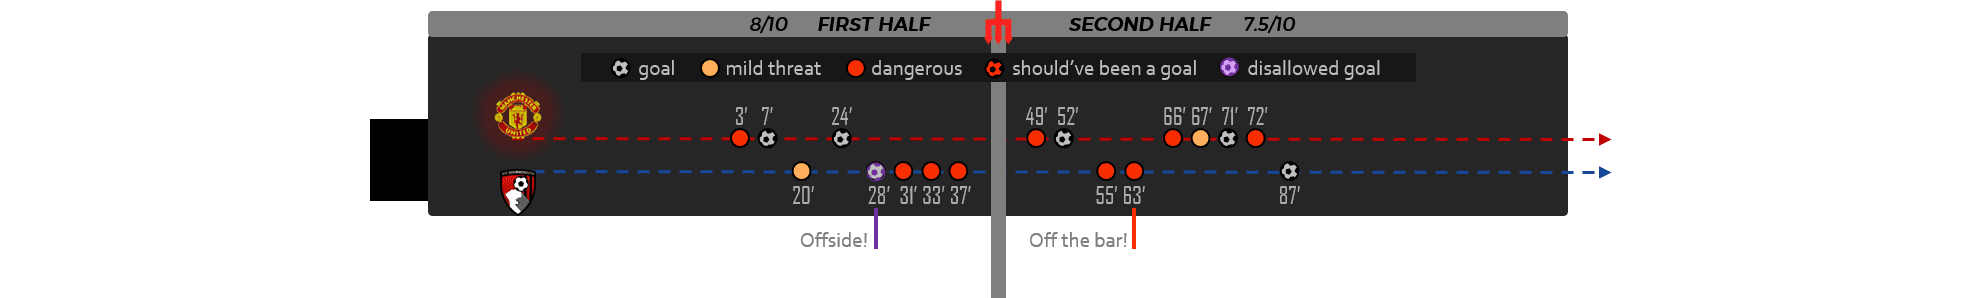 8/10 FIRST HALF SECOND HALF 7.5/10
goal mild threat dangerous should've been a goal disallowed goal
MANCHESTER UNITED
3' 7' 24' 49' 52' 66' 67' 71' 72'
20' 28' 31' 33' 37' 55' 63' 87'
Offside! Off the bar!